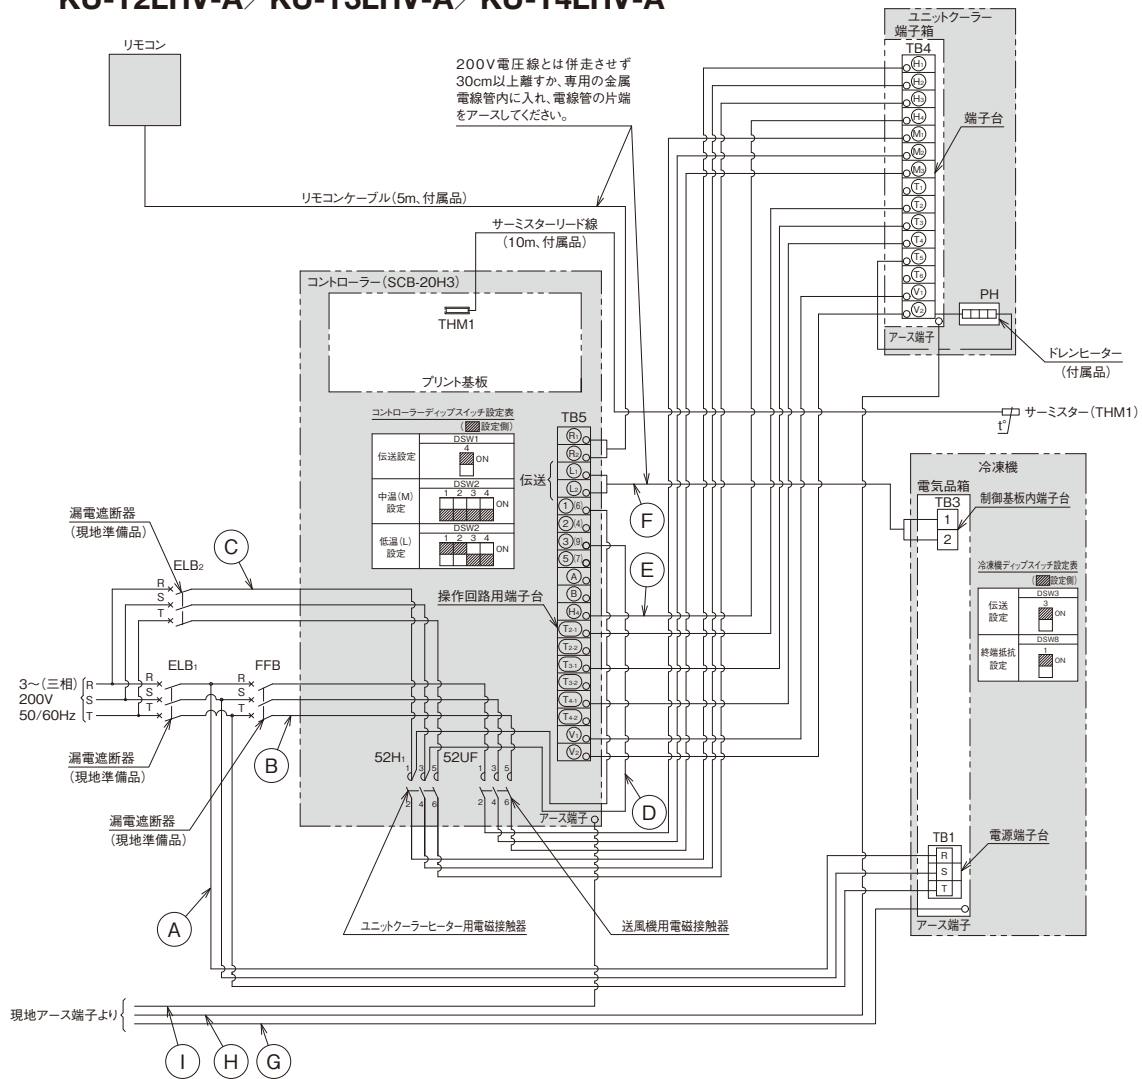 KU-12LHV-A／KU-13LHV-A／KU-14LHV-A
リモコン
200V電圧線とは併走させず
30cm以上離すか、専用の金属
電線管内に入れ、電線管の片端
をアースしてください。
ユニットクーラー
端子箱
TB4
H1
H2
H3
H4
M1
M2
M3
T1
T2
T3
T4
T5
T6
V1
V2
端子台
PH
アース端子
ドレンヒーター
(付属品)
リモコンケーブル(5m、付属品)
サーミスターリード線
(10m、付属品)
コントローラー(SCB-20H3)
THM1
プリント基板
サーミスター(THM1)
t°
コントローラーディップスイッチ設定表
(設定側)
伝送設定
DSW1
4
ON
中温(M)
設定
DSW2
1 2 3 4
ON
低温(L)
設定
DSW2
1 2 3 4
ON
TB5
R1
R2
L1
L2
1(6)
2(4)
3(9)
5(7)
A
B
H4
T2-1
T2-2
T3-1
T3-2
T4-1
T4-2
V1
V2
伝送
操作回路用端子台
F
E
D
冷凍機
電気品箱
TB3
1
2
制御基板内端子台
冷凍機ディップスイッチ設定表
(設定側)
伝送
設定
DSW3
3
ON
終端抵抗
設定
DSW8
1
ON
漏電遮断器
(現地準備品)
C
ELB2
R
S
T
ELB1
FFB
R
S
T
R
S
T
3～(三相)
200V
50/60Hz
R
S
T
B
漏電遮断器
(現地準備品)
漏電遮断器
(現地準備品)
A
52H1
1 3 5
2 4 6
52UF
1 3 5
2 4 6
アース端子
ユニットクーラーヒーター用電磁接触器
送風機用電磁接触器
TB1
R
S
T
電源端子台
アース端子
現地アース端子より
I
H
G